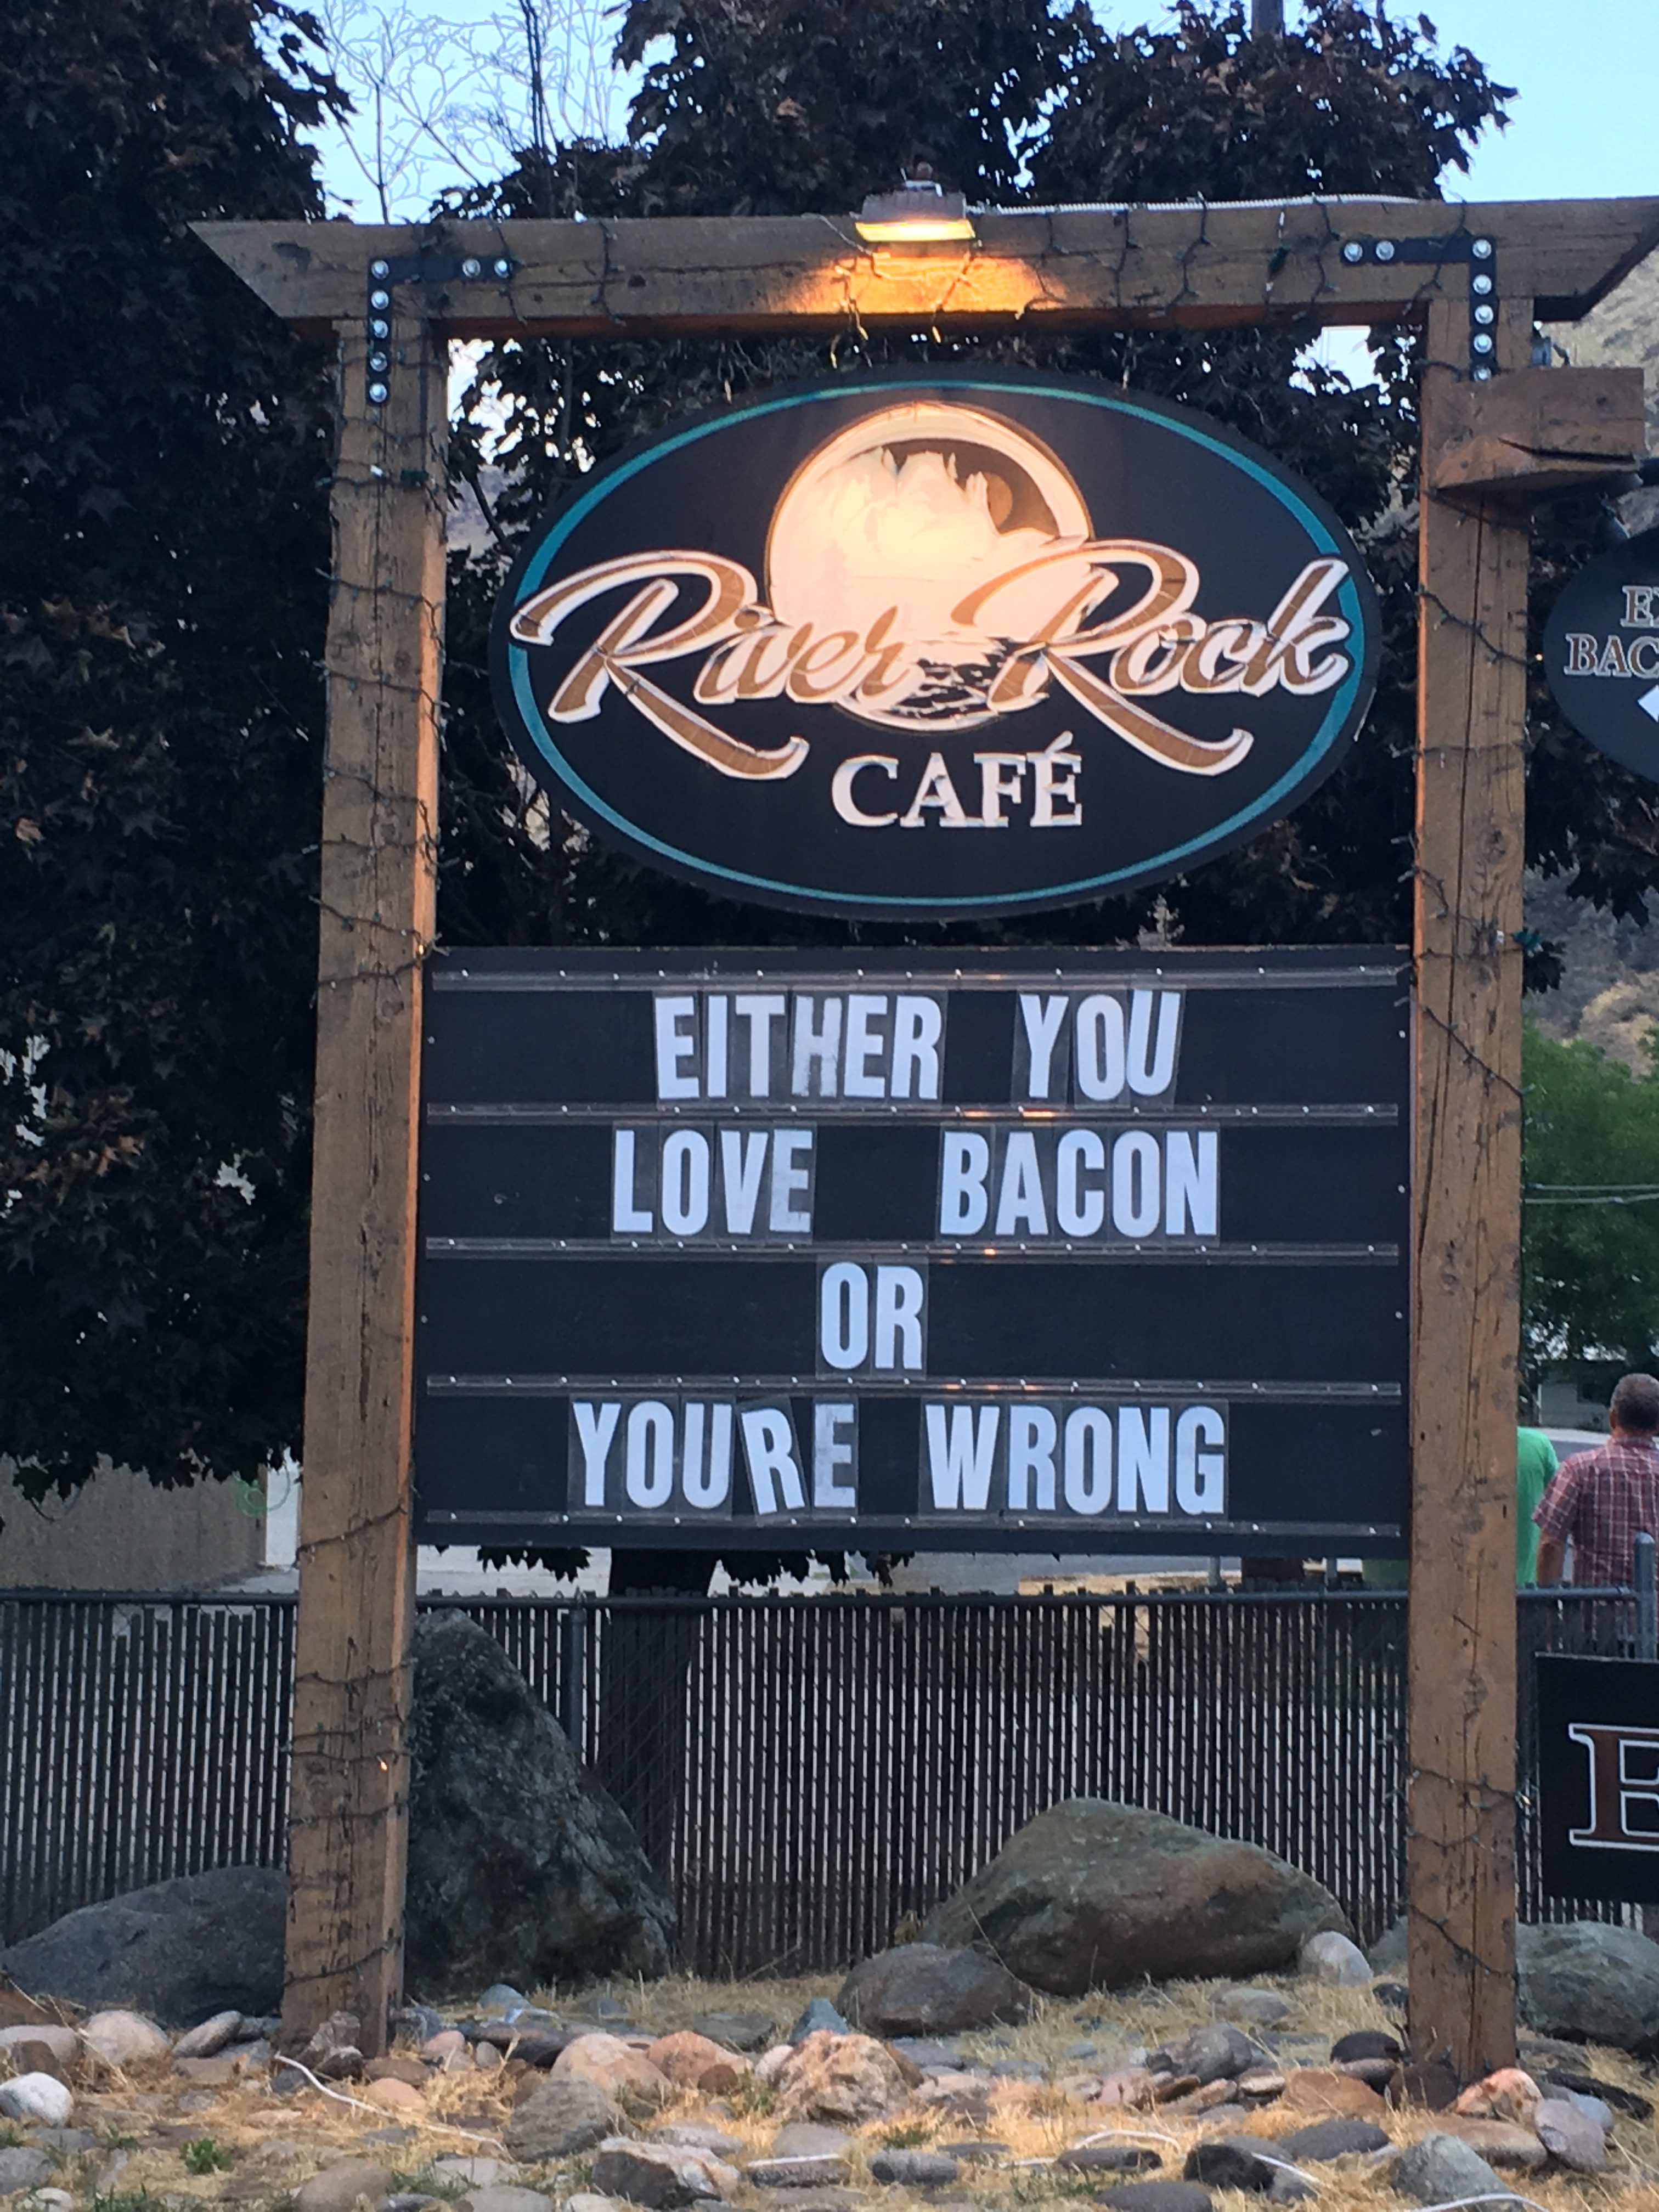 River Rock
CAFÉ
EITHER YOU
LOVE BACON
OR
YOURE WRONG